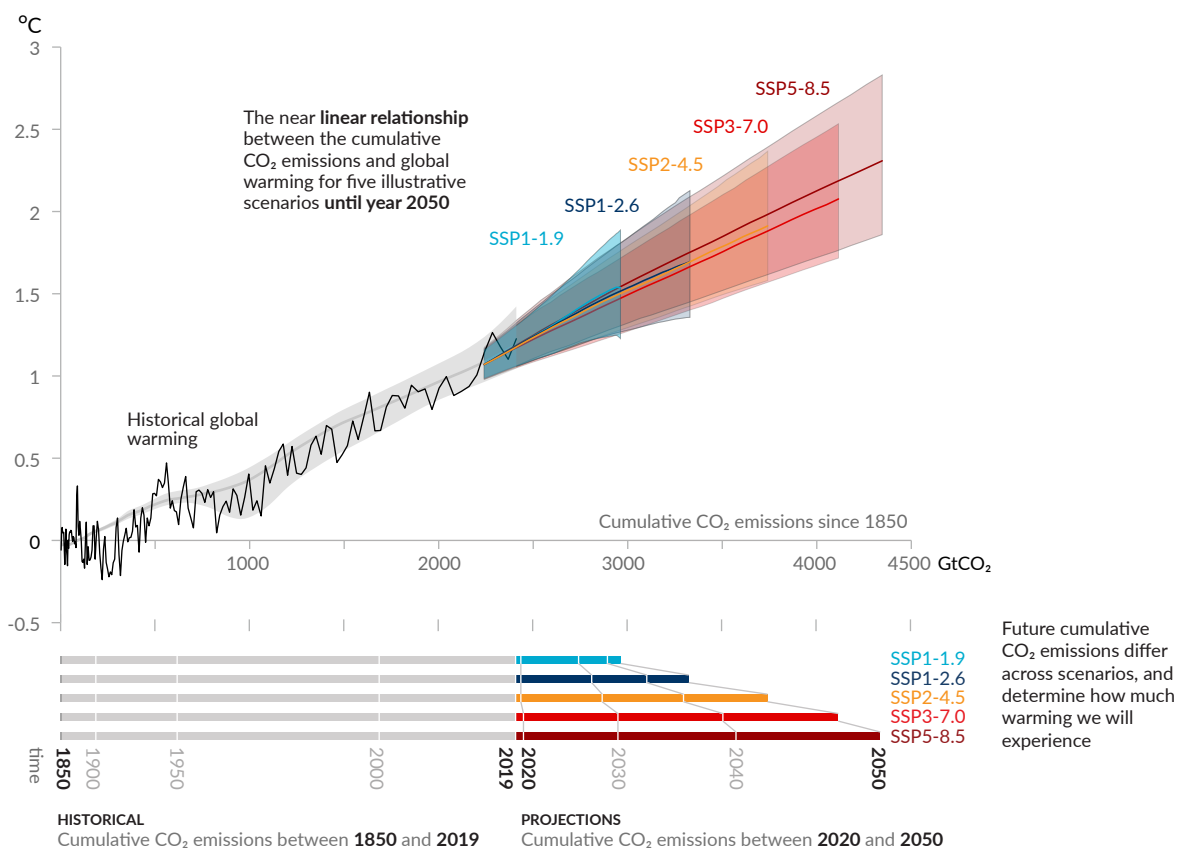 °C
3
2.5
2
1.5
1
0.5
0
-0.5
The near linear relationship
between the cumulative
CO₂ emissions and global
warming for five illustrative
scenarios until year 2050
SSP5-8.5
SSP3-7.0
SSP2-4.5
SSP1-2.6
SSP1-1.9
Historical global
warming
Cumulative CO₂ emissions since 1850
1000 2000 3000 4000 4500 GtCO₂
Future cumulative
CO₂ emissions differ
across scenarios, and
determine how much
warming we will
experience
SSP1-1.9
SSP1-2.6
SSP2-4.5
SSP3-7.0
SSP5-8.5
time 1850 1900 1950 2000 2019 2020 2030 2040 2050
HISTORICAL
Cumulative CO₂ emissions between 1850 and 2019
PROJECTIONS
Cumulative CO₂ emissions between 2020 and 2050